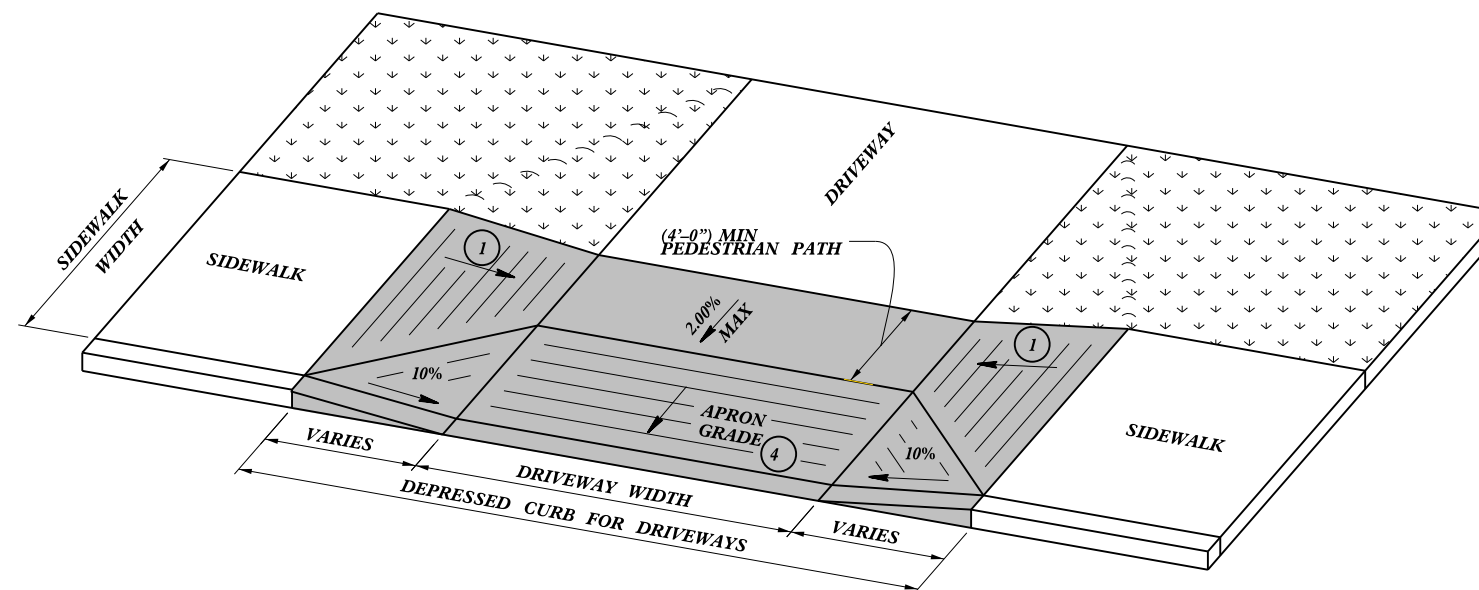 DRIVEWAY
SIDEWALK
WIDTH
(4'–0") MIN
PEDESTRIAN PATH
1
SIDEWALK
2.00%
MAX
1
10%
APRON
GRADE
4
10%
SIDEWALK
VARIES
DRIVEWAY WIDTH
DEPRESSED CURB FOR DRIVEWAYS
VARIES